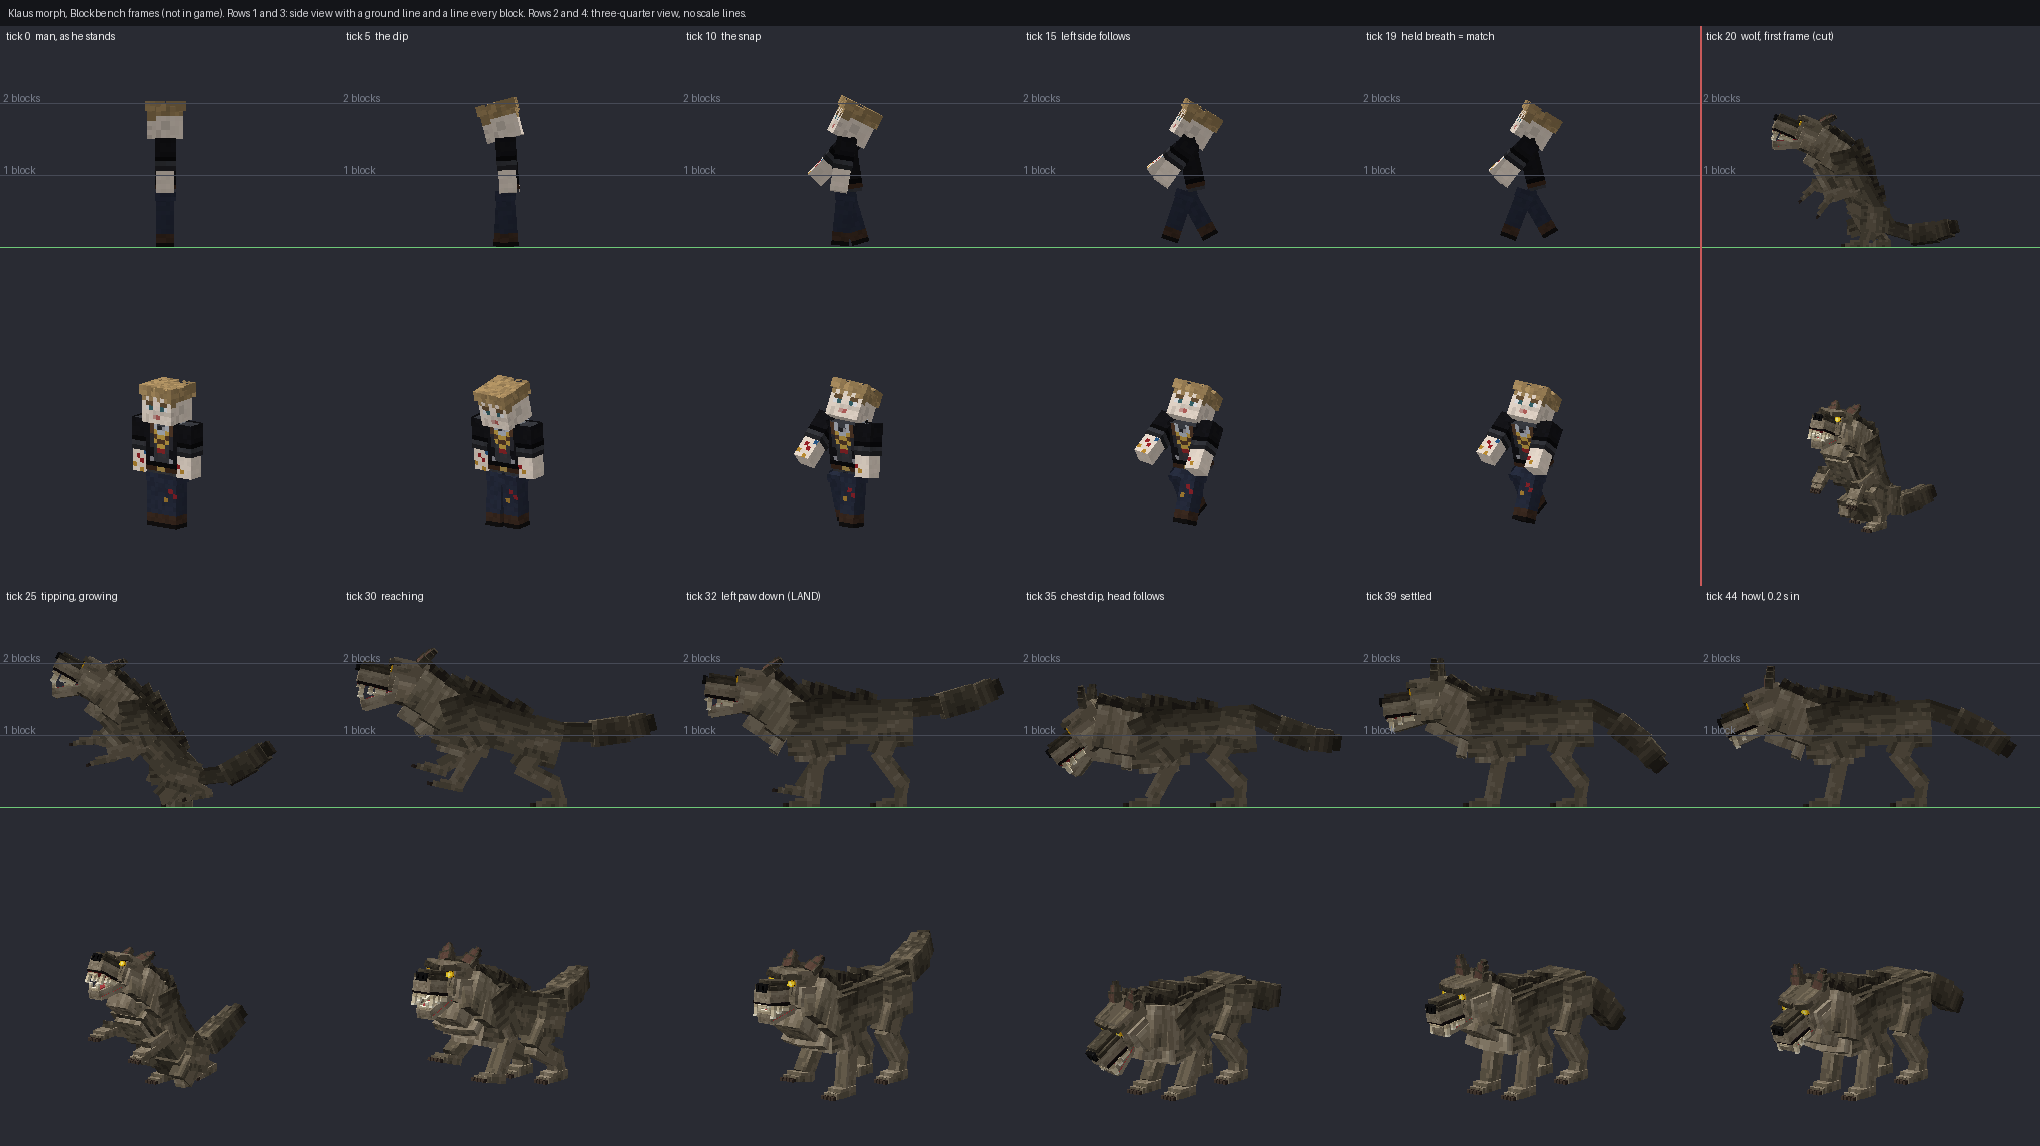 Klaus morph, Blockbench frames (not in game). Rows 1 and 3: side view with a ground line and a line every block. Rows 2 and 4: three-quarter view, no scale lines.
tick 0 man, as he stands
tick 5 the dip
tick 10 the snap
tick 15 left side follows
tick 19 held breath = match
tick 20 wolf, first frame (cut)
2 blocks
2 blocks
2 blocks
2 blocks
2 blocks
2 blocks
1 block
1 block
1 block
1 block
1 block
1 block
tick 25 tipping, growing
tick 30 reaching
tick 32 left paw down (LAND)
tick 35 chest dip, head follows
tick 39 settled
tick 44 howl, 0.2 s in
2 blocks
2 blocks
2 blocks
2 blocks
2 blocks
2 blocks
1 block
1 block
1 block
1 block
1 block
1 block